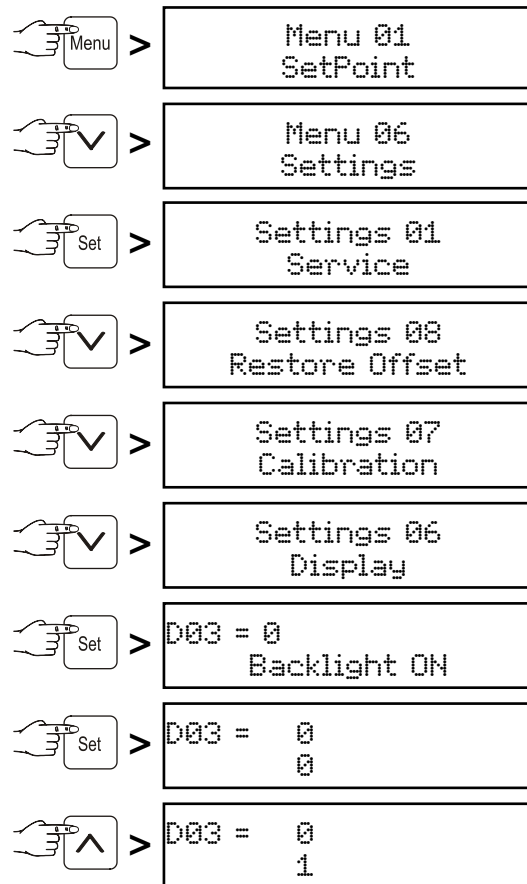 Menu > Menu 01
SetPoint
> Menu 06
Settings
Set > Settings 01
Service
> Settings 08
Restore Offset
> Settings 07
Calibration
> Settings 06
Display
Set > D03 = 0
Backlight ON
Set > D03 = 0
0
> D03 = 0
1